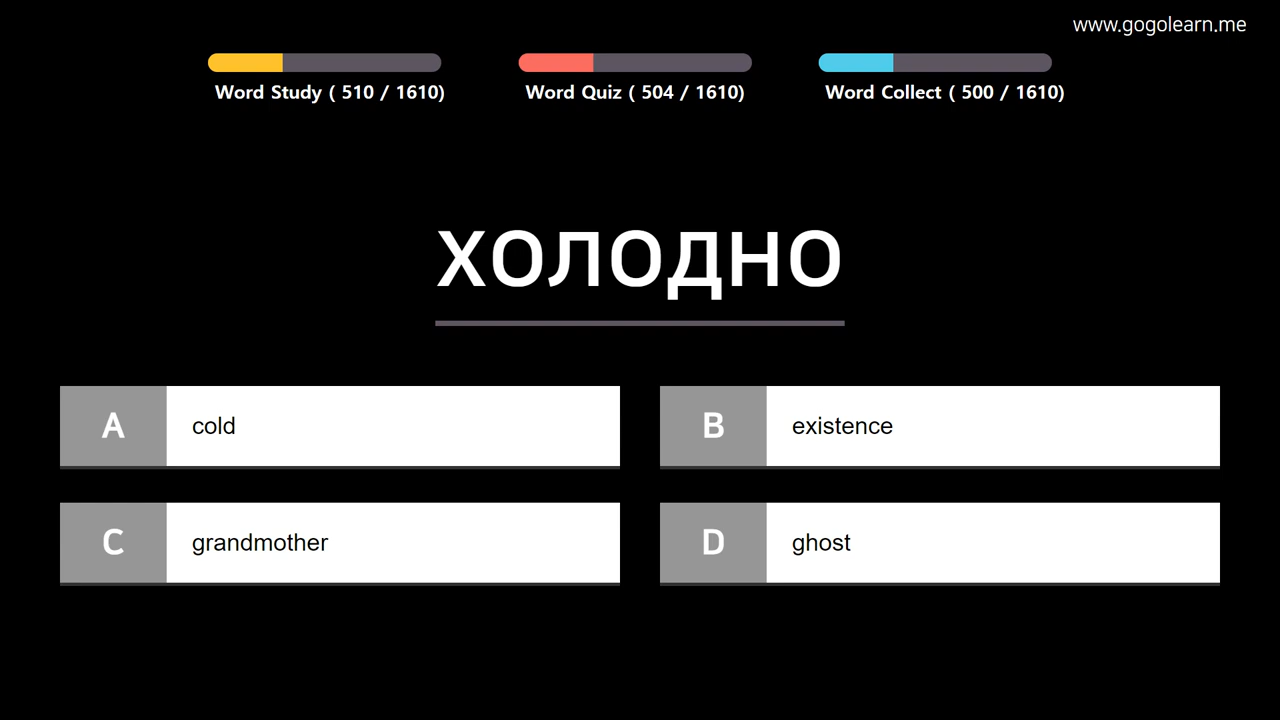 www.gogolearn.me
Word Study ( 510 / 1610)
Word Quiz ( 504 / 1610)
Word Collect ( 500 / 1610)
ХОЛОДНО
A cold
B existence
C grandmother
D ghost